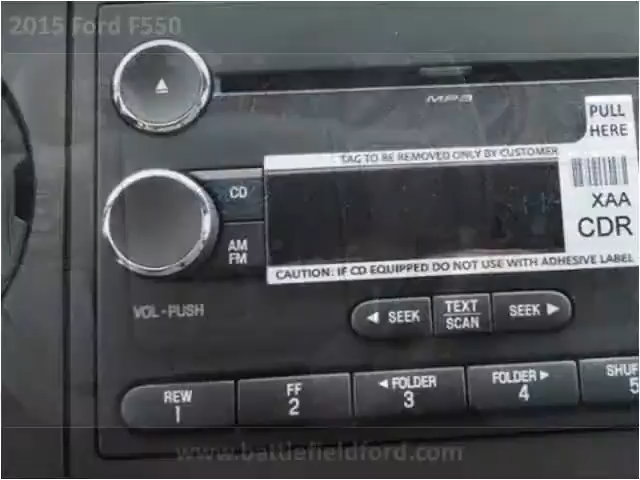 2015 Ford F550
MP3
PULL
HERE
TAG TO BE REMOVED ONLY BY CUSTOMER
XAA
CDR
CAUTION: IF CD EQUIPPED DO NOT USE WITH ADHESIVE LABEL
CD
AM
FM
VOL-PUSH
◄ SEEK
TEXT
SCAN
SEEK ►
REW
1
FF
2
◄ FOLDER
3
FOLDER ►
4
SHUF
5
www.battlefieldford.com